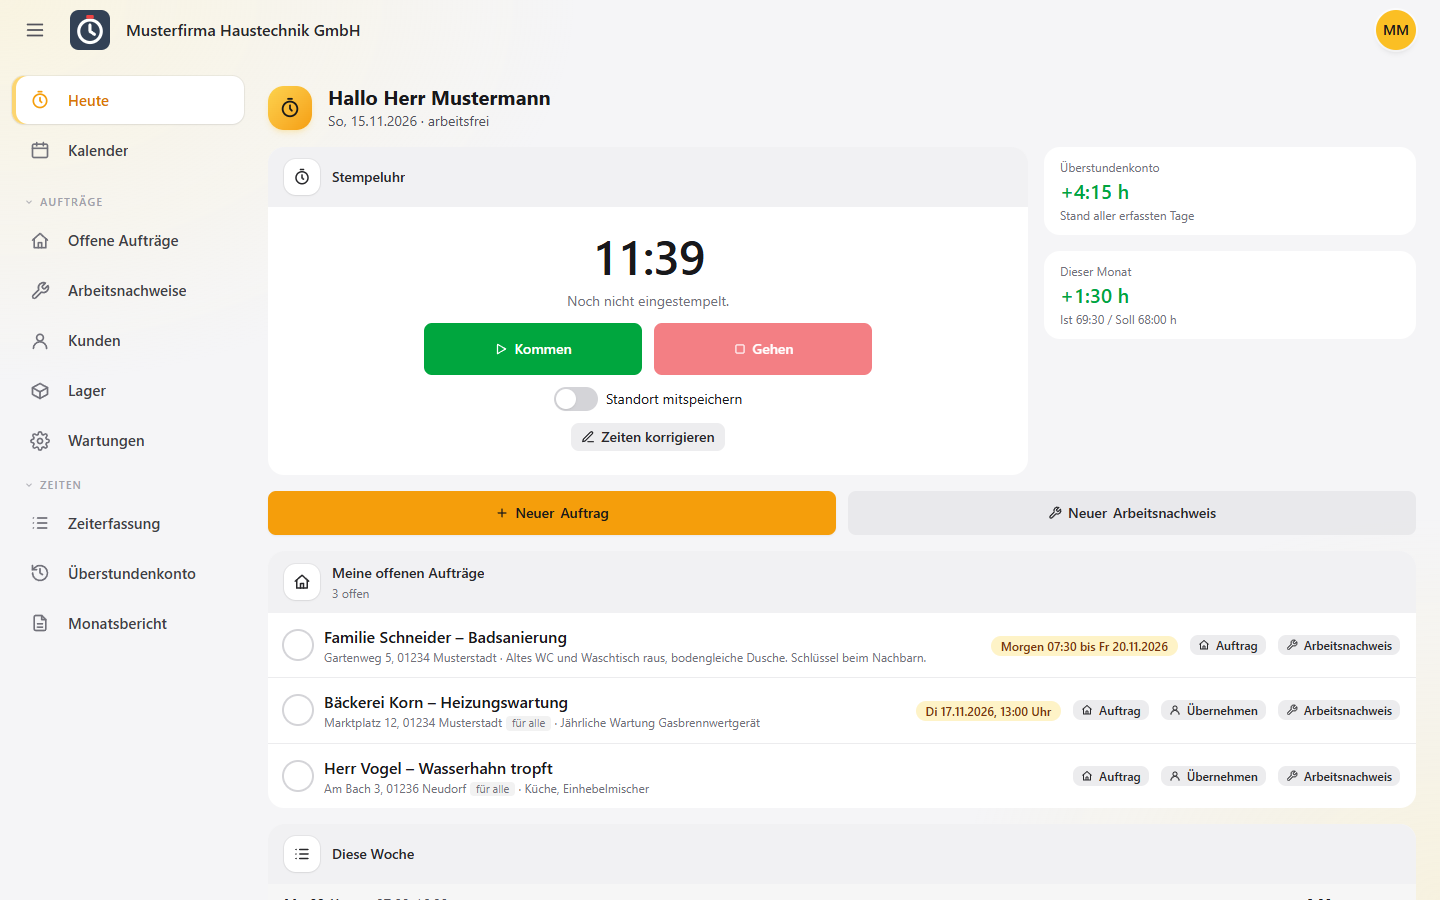 Musterfirma Haustechnik GmbH
MM
Heute
Kalender
AUFTRÄGE
Offene Aufträge
Arbeitsnachweise
Kunden
Lager
Wartungen
ZEITEN
Zeiterfassung
Überstundenkonto
Monatsbericht
Hallo Herr Mustermann
So, 15.11.2026 · arbeitsfrei
Stempeluhr
11:39
Noch nicht eingestempelt.
Kommen
Gehen
Standort mitspeichern
Zeiten korrigieren
Überstundenkonto
+4:15 h
Stand aller erfassten Tage
Dieser Monat
+1:30 h
Ist 69:30 / Soll 68:00 h
Neuer Auftrag
Neuer Arbeitsnachweis
Meine offenen Aufträge
3 offen
Familie Schneider – Badsanierung
Gartenweg 5, 01234 Musterstadt · Altes WC und Waschtisch raus, bodengleiche Dusche. Schlüssel beim Nachbarn.
Morgen 07:30 bis Fr 20.11.2026
Auftrag
Arbeitsnachweis
Bäckerei Korn – Heizungswartung
Marktplatz 12, 01234 Musterstadt für alle · Jährliche Wartung Gasbrennwertgerät
Di 17.11.2026, 13:00 Uhr
Auftrag
Übernehmen
Arbeitsnachweis
Herr Vogel – Wasserhahn tropft
Am Bach 3, 01236 Neudorf für alle · Küche, Einhebelmischer
Auftrag
Übernehmen
Arbeitsnachweis
Diese Woche